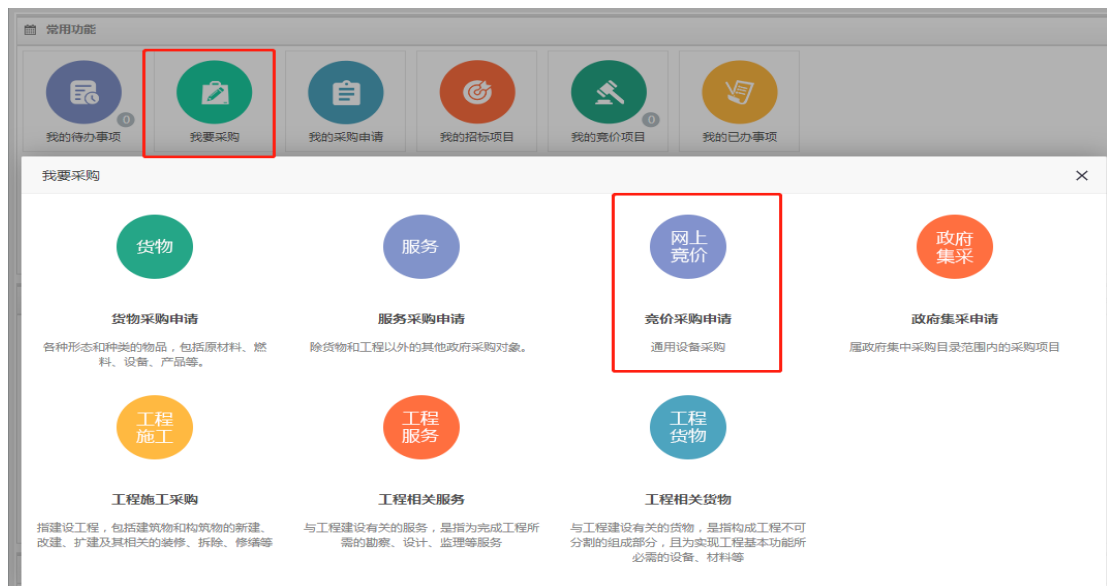 常用功能
0
0
我的待办事项 我要采购 我的采购申请 我的招标项目 我的竞价项目 我的已办事项
我要采购
货物 服务 网上竞价 政府集采
货物采购申请 服务采购申请 竞价采购申请 政府集采申请
各种形态和种类的物品，包括原材料、燃
料、设备、产品等。
除货物和工程以外的其他政府采购对象。
通用设备采购
属政府集中采购目录范围内的采购项目
工程施工 工程服务 工程货物
工程施工采购 工程相关服务 工程相关货物
指建设工程，包括建筑物和构筑物的新建、
改建、扩建及其相关的装修、拆除、修缮等
与工程建设有关的服务，是指为完成工程所
需的勘察、设计、监理等服务
与工程建设有关的货物，是指构成工程不可
分割的组成部分，且为实现工程基本功能所
必需的设备、材料等